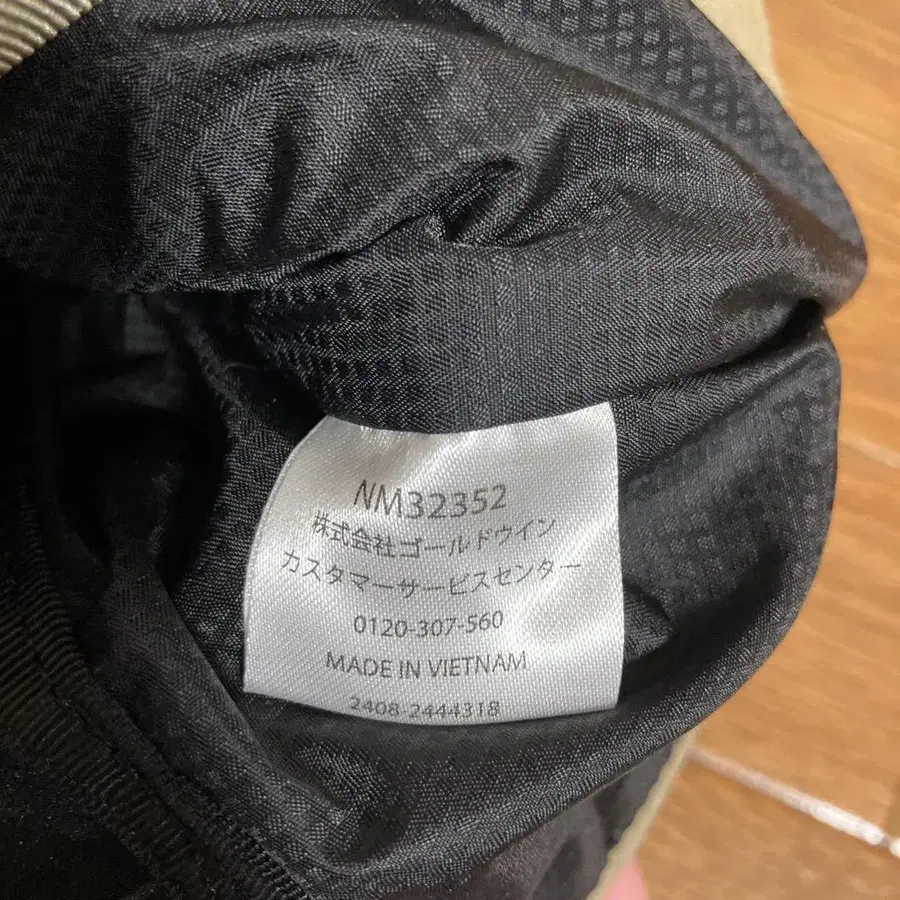 NM32352
株式会社ゴールドウイン
カスタマーサービスセンター
0120-307-560
MADE IN VIETNAM
2408-2444318